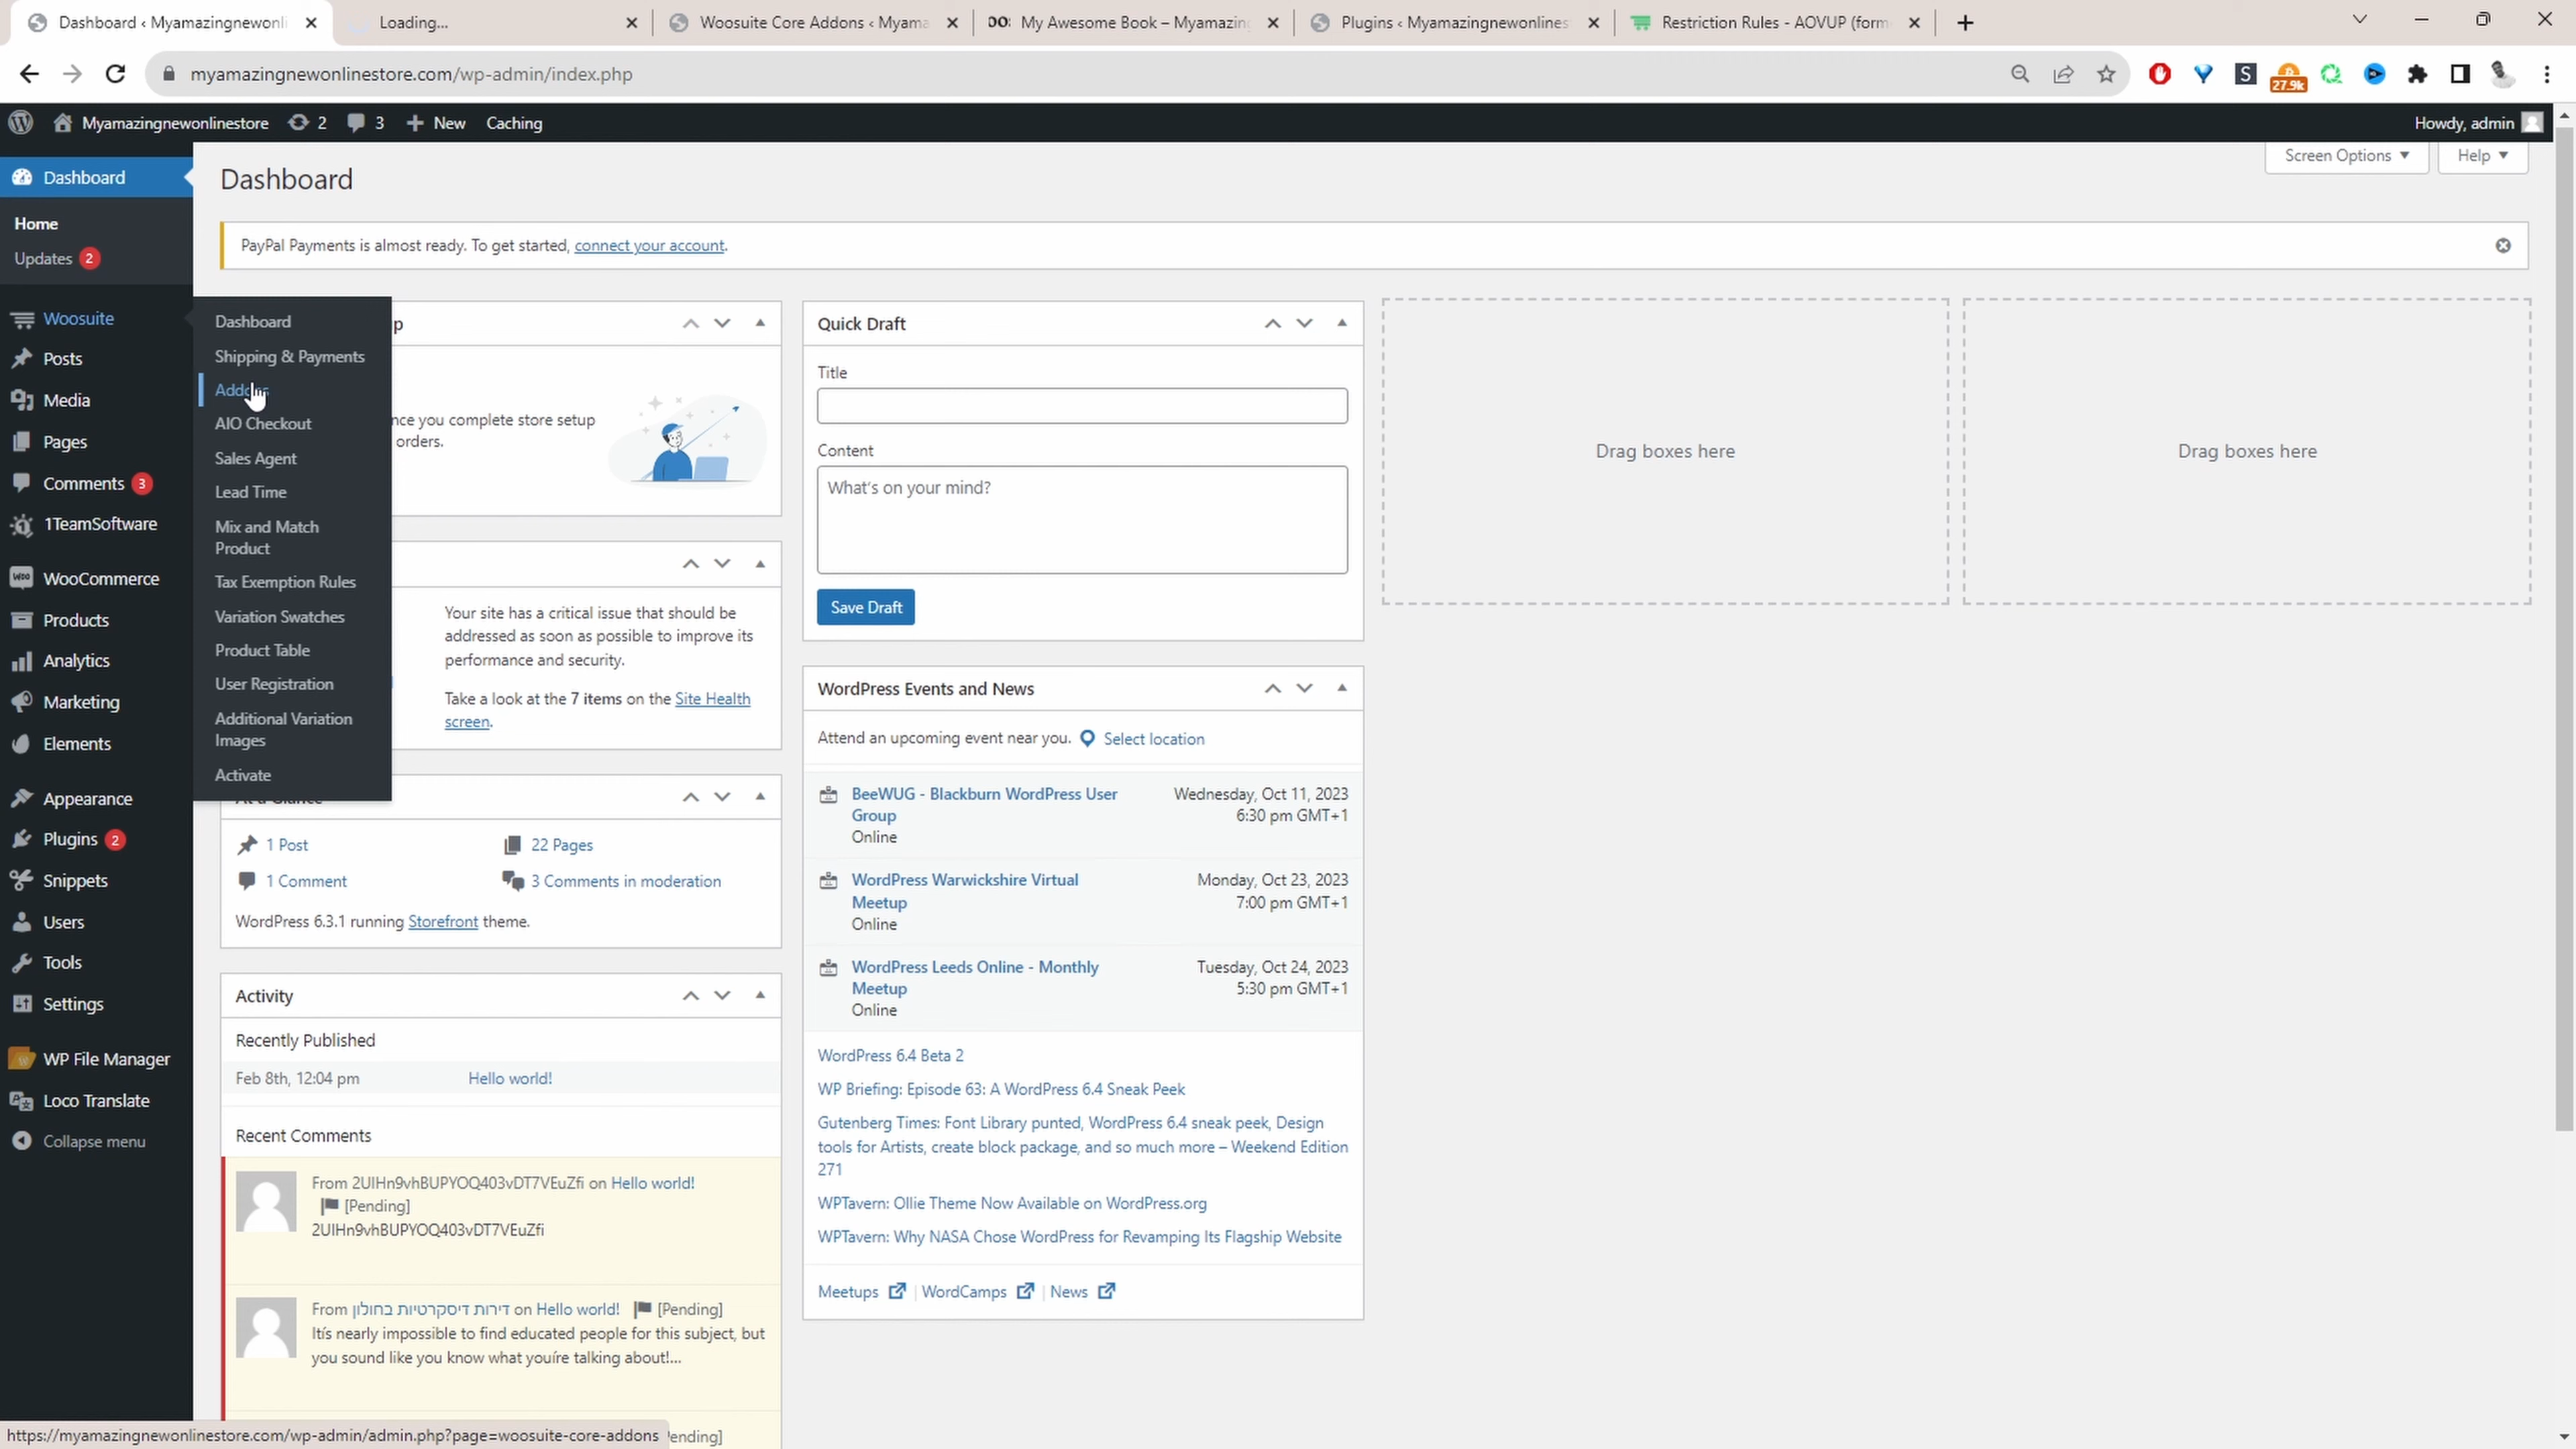 Dashboard ‹ Myamazingnewonli
Loading...
Woosuite Core Addons ‹ Myama
My Awesome Book – Myamazing
Plugins ‹ Myamazingnewonlines
Restriction Rules - AOVUP (form
myamazingnewonlinestore.com/wp-admin/index.php
27.9k
Myamazingnewonlinestore
2
3
New
Caching
Howdy, admin
Dashboard
Home
Updates 2
Woosuite
Posts
Media
Pages
Comments 3
1TeamSoftware
WooCommerce
Products
Analytics
Marketing
Elements
Appearance
Plugins 2
Snippets
Users
Tools
Settings
WP File Manager
Loco Translate
Collapse menu
Dashboard
Shipping & Payments
AIO Checkout
Sales Agent
Lead Time
Mix and Match
Product
Tax Exemption Rules
Variation Swatches
Product Table
User Registration
Additional Variation
Images
Activate
Dashboard
Screen Options
Help
PayPal Payments is almost ready. To get started, connect your account.
p
nce you complete store setup
orders.
Your site has a critical issue that should be
addressed as soon as possible to improve its
performance and security.
Take a look at the 7 items on the Site Health
screen.
1 Post
22 Pages
1 Comment
3 Comments in moderation
WordPress 6.3.1 running Storefront theme.
Activity
Recently Published
Feb 8th, 12:04 pm
Hello world!
Recent Comments
From 2UIHn9vhBUPYOQ403vDT7VEuZfi on Hello world!
[Pending]
2UIHn9vhBUPYOQ403vDT7VEuZfi
From דירות דיסקרטיות בחולון on Hello world! [Pending]
It́s nearly impossible to find educated people for this subject, but
you sound like you know what yoúre talking about!...
ending]
Quick Draft
Title
Content
What's on your mind?
Save Draft
WordPress Events and News
Attend an upcoming event near you. Select location
BeeWUG - Blackburn WordPress User
Group
Online
Wednesday, Oct 11, 2023
6:30 pm GMT+1
WordPress Warwickshire Virtual
Meetup
Online
Monday, Oct 23, 2023
7:00 pm GMT+1
WordPress Leeds Online - Monthly
Meetup
Online
Tuesday, Oct 24, 2023
5:30 pm GMT+1
WordPress 6.4 Beta 2
WP Briefing: Episode 63: A WordPress 6.4 Sneak Peek
Gutenberg Times: Font Library punted, WordPress 6.4 sneak peek, Design
tools for Artists, create block package, and so much more – Weekend Edition
271
WPTavern: Ollie Theme Now Available on WordPress.org
WPTavern: Why NASA Chose WordPress for Revamping Its Flagship Website
Meetups | WordCamps | News
Drag boxes here
Drag boxes here
https://myamazingnewonlinestore.com/wp-admin/admin.php?page=woosuite-core-addons